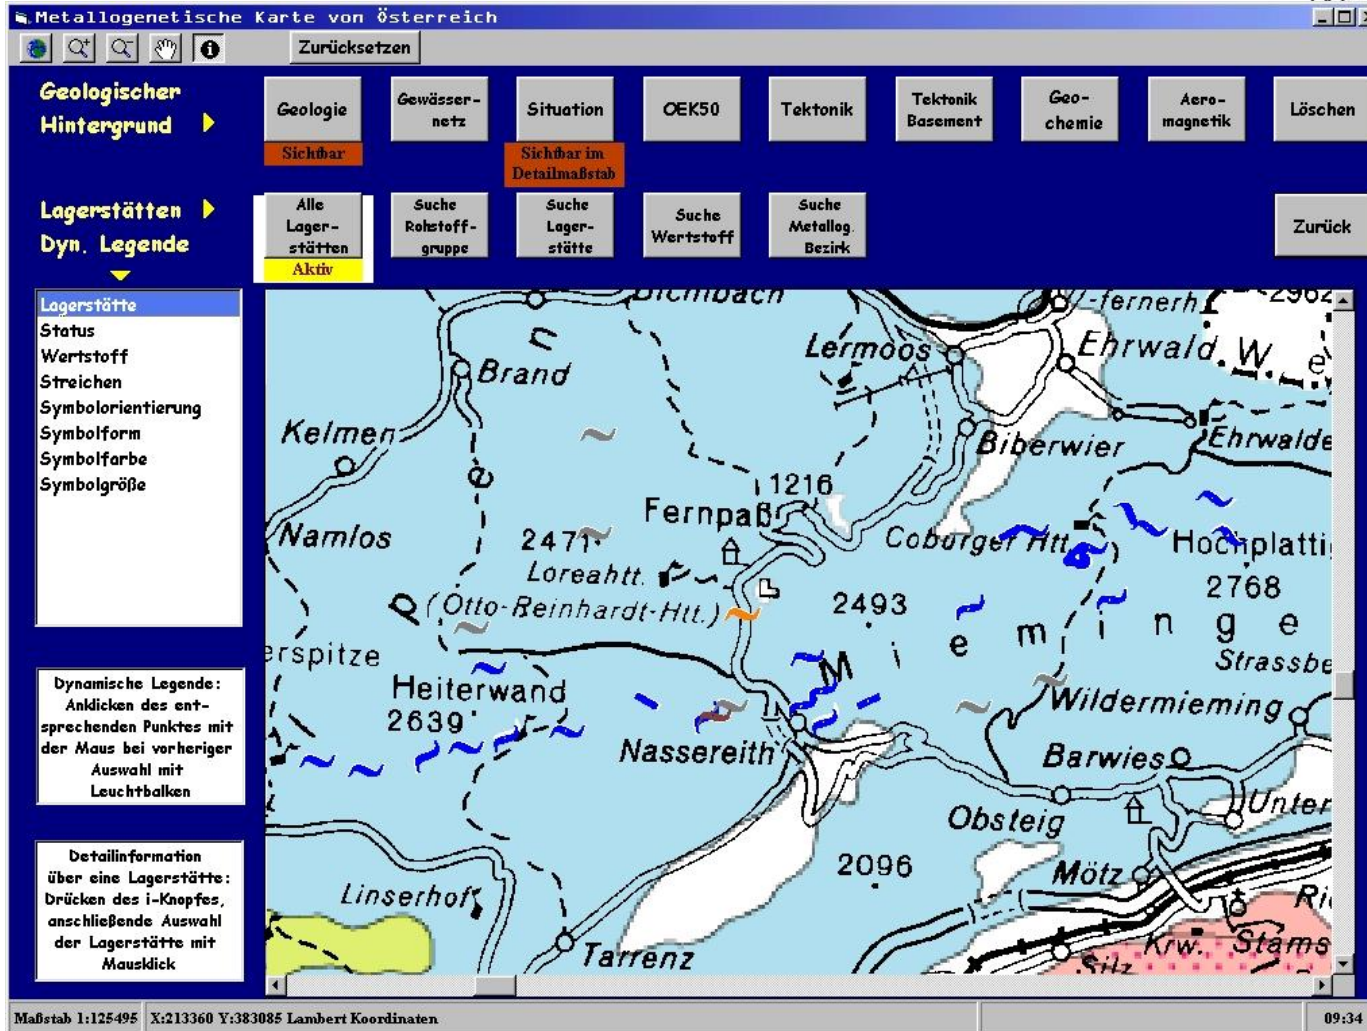 Metallogenetische Karte von Österreich
Zurücksetzen
Geologischer
Hintergrund
Geologie
Gewässer-
netz
Situation
OEK50
Tektonik
Tektonik
Basement
Geo-
chemie
Aero-
magnetik
Löschen
Sichtbar
Sichtbar im
Detailmaßstab
Lagerstätten
Dyn. Legende
Alle
Lager-
stätten
Aktiv
Suche
Rohstoff-
gruppe
Suche
Lager-
stätte
Suche
Wertstoff
Suche
Metallog.
Bezirk
Zurück
Lagerstätte
Status
Wertstoff
Streichen
Symbolorientierung
Symbolform
Symbolfarbe
Symbolgröße
Dynamische Legende:
Anklicken des ent-
sprechenden Punktes mit
der Maus bei vorheriger
Auswahl mit
Leuchtbalken
Detailinformation
über eine Lagerstätte:
Drücken des i-Knopfes,
anschließende Auswahl
der Lagerstätte mit
Mausklick
-fernerh
2962
Lermoos
Ehrwald
W e
Brand
n
Kelmen
Biberwier
Ehrwalde
e
1216
Fernpaß
Namlos
2471
Coburger Htt.
Hochplatti
Loreahtt.
2768
p
(Otto-Reinhardt-Htt.)
2493
M i e m i n g e
erspitze
Strassbe
Heiterwand
2639
Wildermieming
Nassereith
Barwies
Obsteig
Unter
2096
Mötz
Linserhof
Krw.
Stams
Tarrenz
Silz
Maßstab 1:125495
X:213360 Y:383085 Lambert Koordinaten
09:34